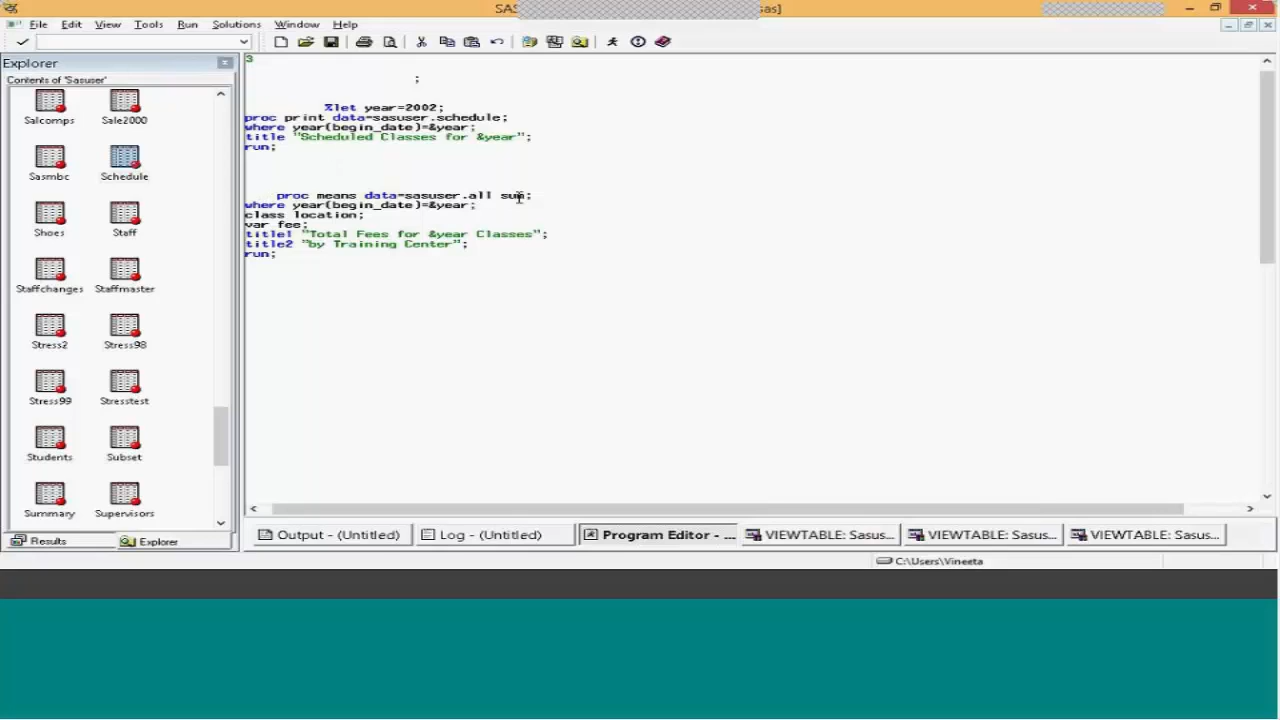 SAS
sas]
File Edit View Tools Run Solutions Window Help
Explorer
Contents of 'Sasuser'
Salcomps Sale2000
Sasmbc Schedule
Shoes Staff
Staffchanges Staffmaster
Stress2 Stress98
Stress99 Stresstest
Students Subset
Summary Supervisors
Results Explorer
3
;
%let year=2002;
proc print data=sasuser.schedule;
where year(begin_date)=&year;
title "Scheduled Classes for &year";
run;
proc means data=sasuser.all sum;
where year(begin_date)=&year;
class location;
var fee;
title1 "Total Fees for &year Classes";
title2 "by Training Center";
run;
Output - (Untitled) Log - (Untitled) Program Editor - ... VIEWTABLE: Sasus... VIEWTABLE: Sasus... VIEWTABLE: Sasus...
C:\Users\Vineeta